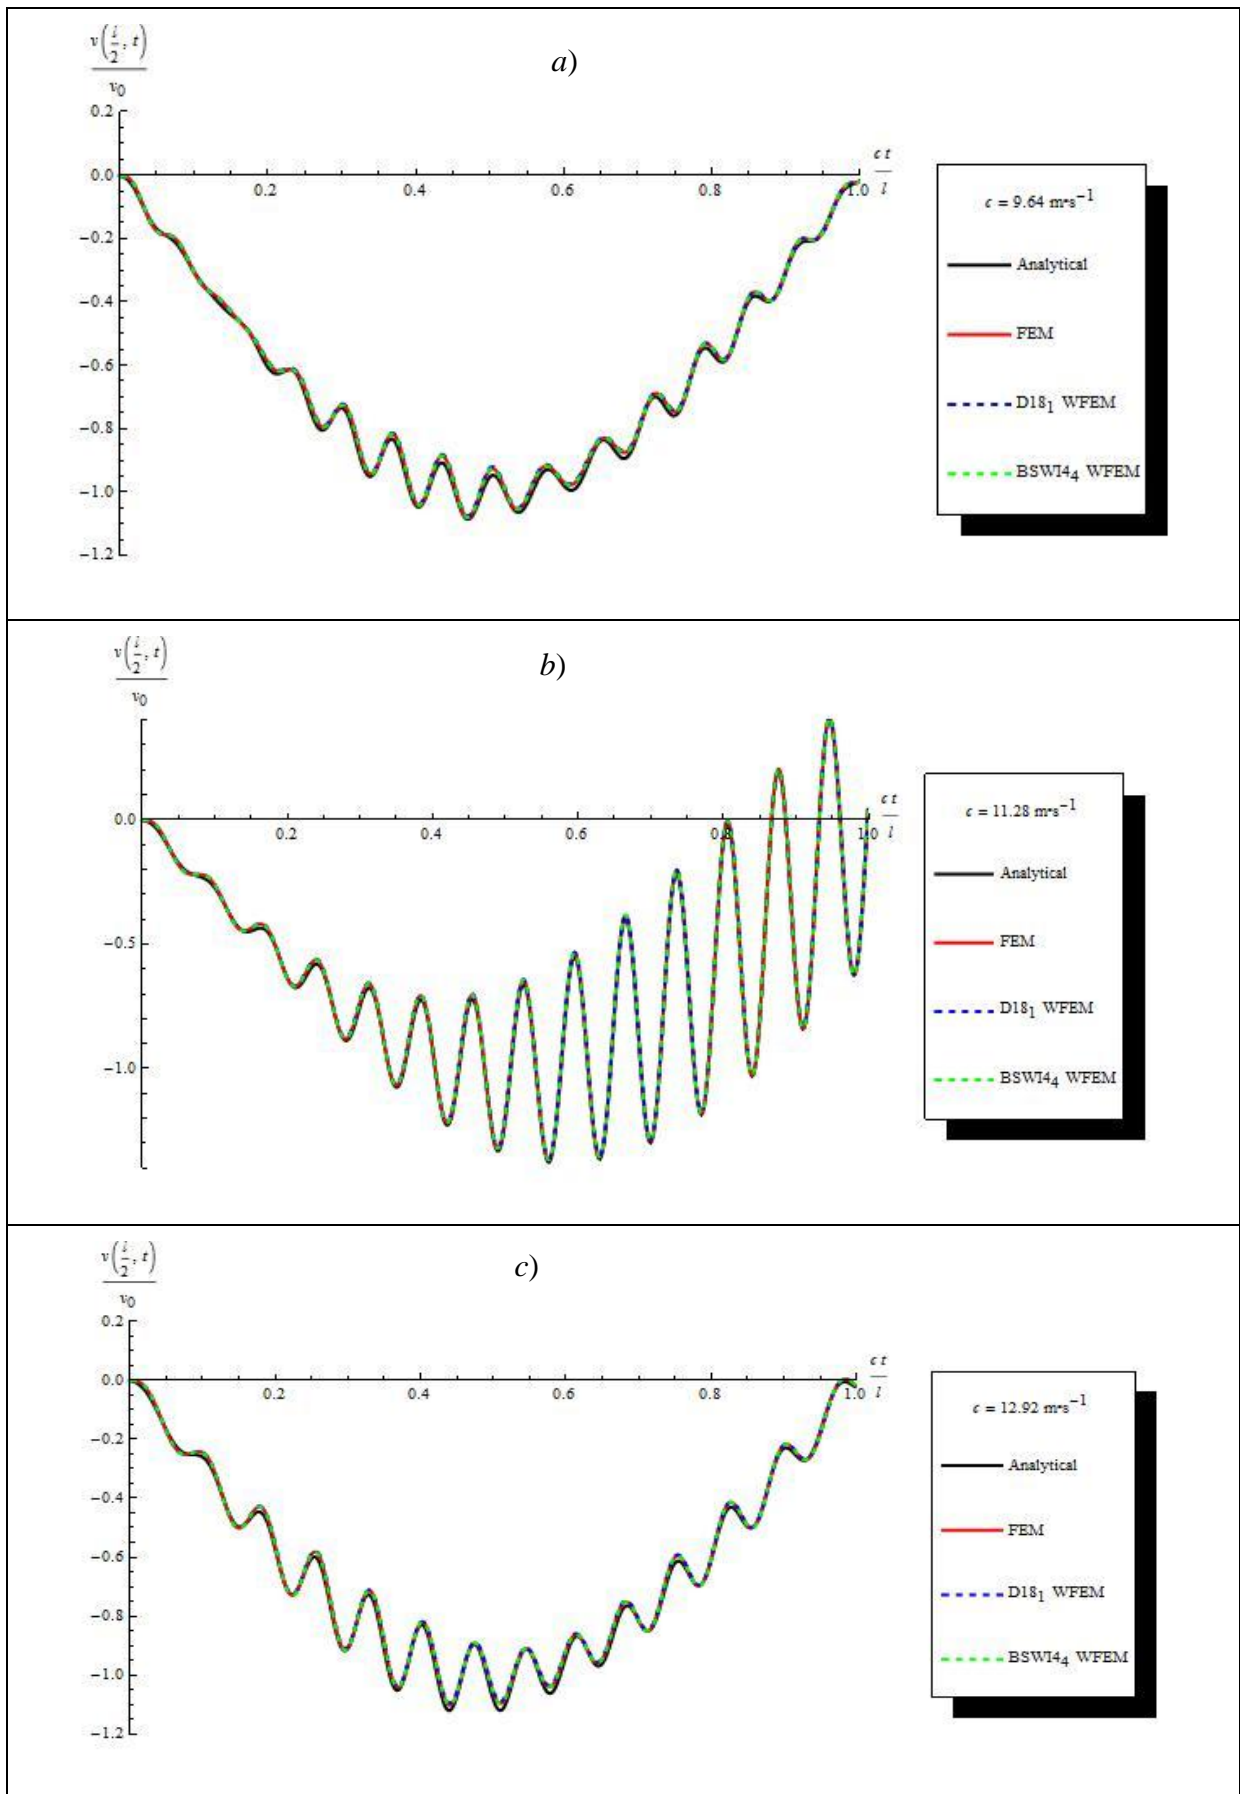 v(l/2, t)
v0
a)
0.2
ct
l
0.0
0.2 0.4 0.6 0.8 1.0
−0.2
−0.4
−0.6
−0.8
−1.0
−1.2
c = 9.64 m·s−1
Analytical
FEM
D181 WFEM
BSWI44 WFEM
v(l/2, t)
v0
b)
ct
l
0.0
0.2 0.4 0.6 0.8 1.0
−0.5
−1.0
c = 11.28 m·s−1
Analytical
FEM
D181 WFEM
BSWI44 WFEM
v(l/2, t)
v0
c)
0.2
ct
l
0.0
0.2 0.4 0.6 0.8 1.0
−0.2
−0.4
−0.6
−0.8
−1.0
−1.2
c = 12.92 m·s−1
Analytical
FEM
D181 WFEM
BSWI44 WFEM